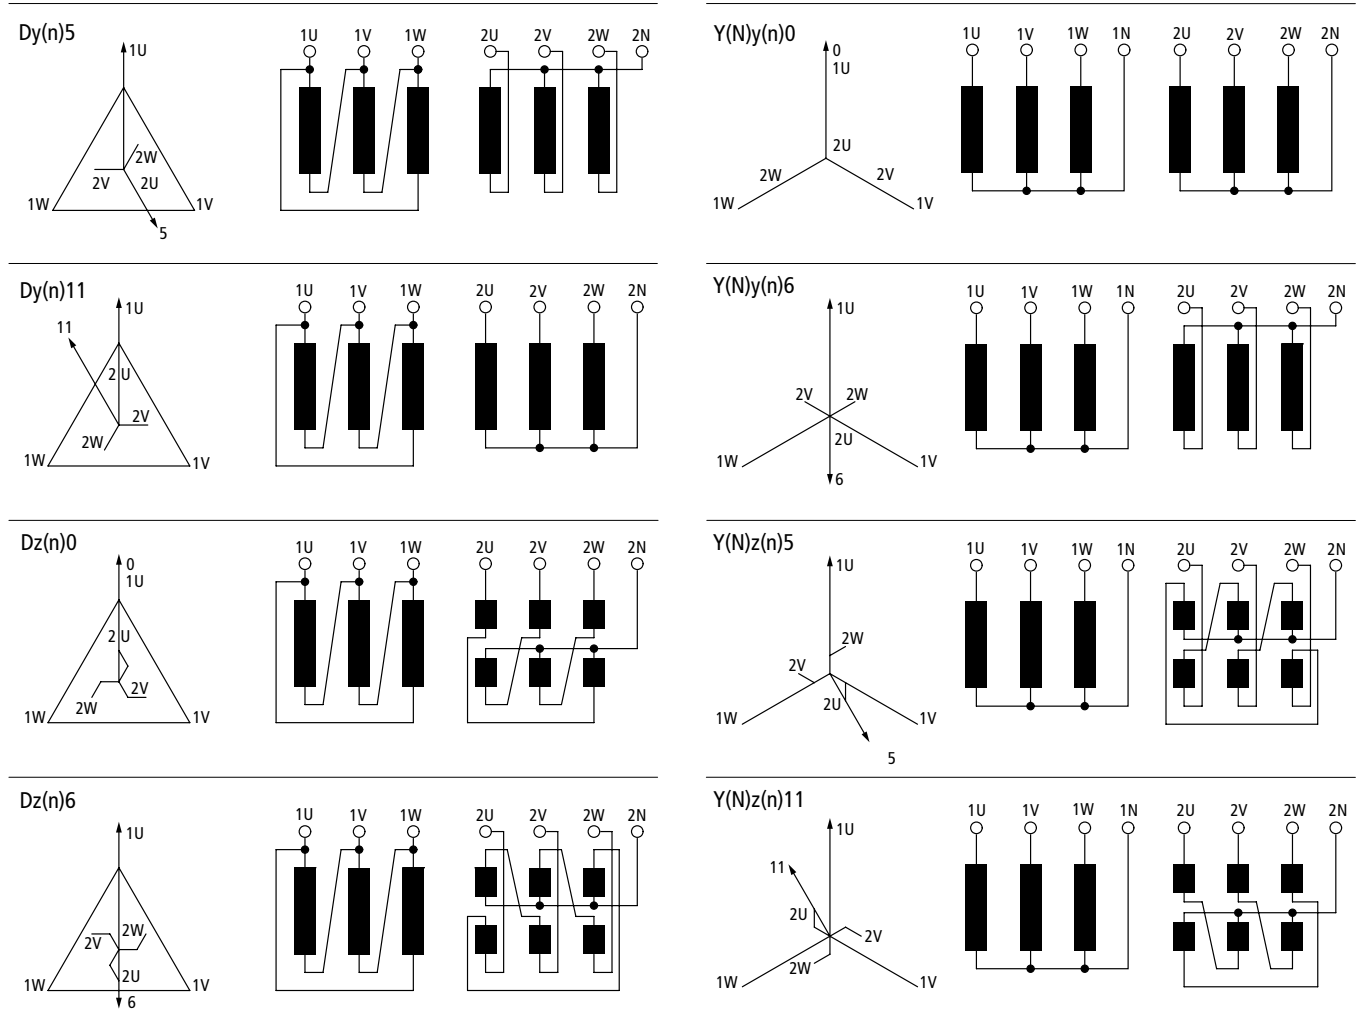 Dy(n)5
1U
2W
2V 2U
1W 1V
5
1U 1V 1W 2U 2V 2W 2N
Y(N)y(n)0
0
1U
2U
2W 2V
1W 1V
1U 1V 1W 1N 2U 2V 2W 2N
Dy(n)11
1U
11
2U
2V
2W
1W 1V
1U 1V 1W 2U 2V 2W 2N
Y(N)y(n)6
1U
2V 2W
2U
1W 1V
6
1U 1V 1W 1N 2U 2V 2W 2N
Dz(n)0
0
1U
2U
2V
2W
1W 1V
1U 1V 1W 2U 2V 2W 2N
Y(N)z(n)5
1U
2W
2V
2U
1W 1V
5
1U 1V 1W 1N 2U 2V 2W 2N
Dz(n)6
1U
2V 2W
2U
1W 1V
6
1U 1V 1W 2U 2V 2W 2N
Y(N)z(n)11
1U
11
2U
2V
2W
1W 1V
1U 1V 1W 1N 2U 2V 2W 2N